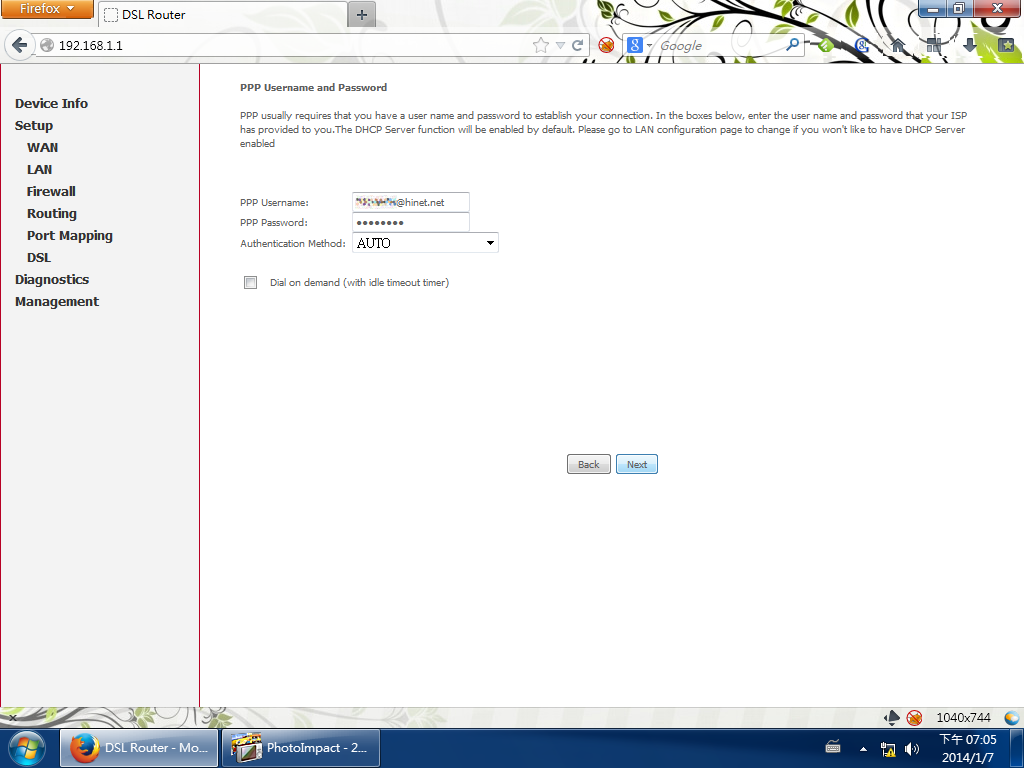 Firefox
DSL Router
192.168.1.1
Google
Device Info
Setup
WAN
LAN
Firewall
Routing
Port Mapping
DSL
Diagnostics
Management
PPP Username and Password
PPP usually requires that you have a user name and password to establish your connection. In the boxes below, enter the user name and password that your ISP
has provided to you.The DHCP Server function will be enabled by default. Please go to LAN configuration page to change if you won't like to have DHCP Server
enabled
PPP Username: @hinet.net
PPP Password: ••••••••
Authentication Method: AUTO
Dial on demand (with idle timeout timer)
Back Next
1040x744
DSL Router - Mo...
PhotoImpact - 2...
下午 07:05
2014/1/7